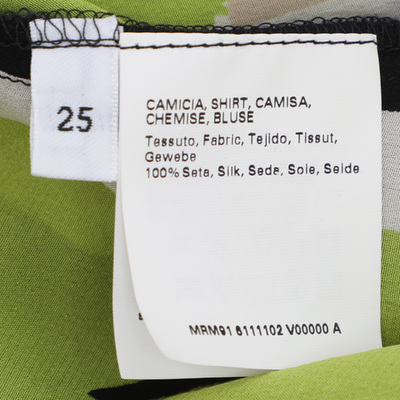 25
CAMICIA, SHIRT, CAMISA,
CHEMISE, BLUSE
Tessuto, Fabric, Tejido, Tissut,
Gewebe
100% Seta, Silk, Seda, Soie, Seide
MRM91 6111102 V00000 A